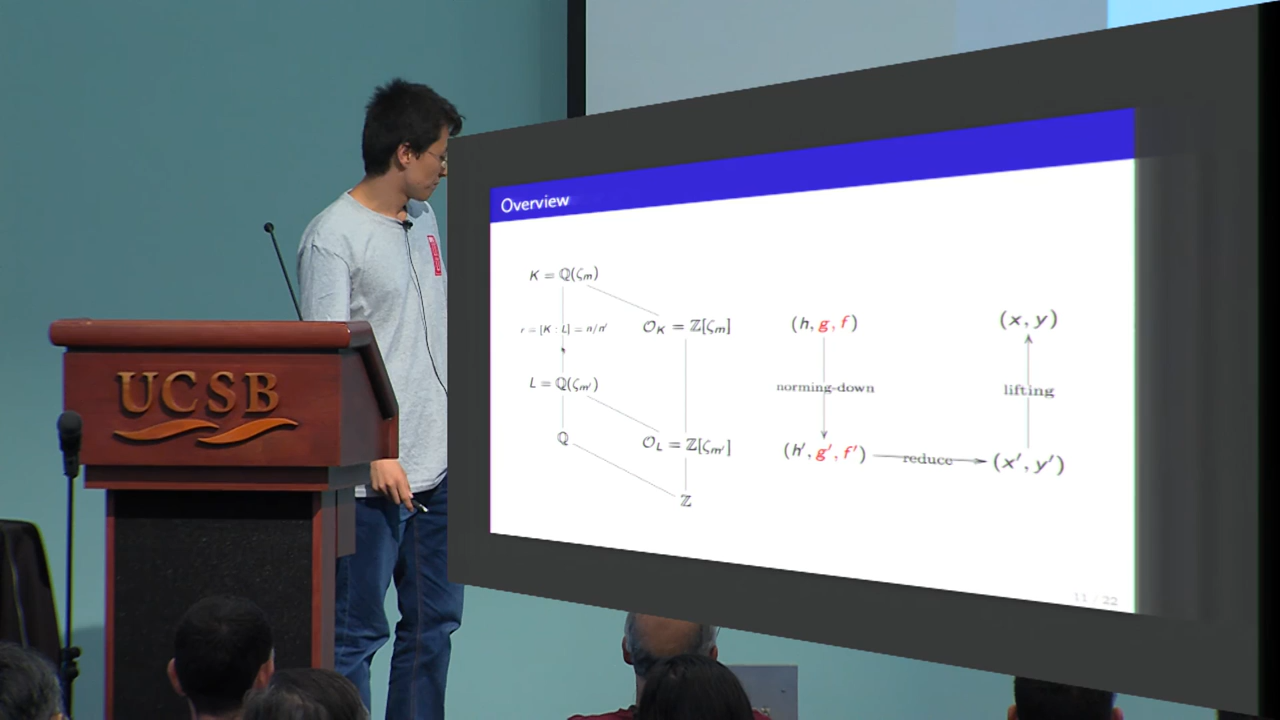 Overview
K = ℚ(ζₘ)
r = [K : L] = n/n′
𝒪_K = ℤ[ζₘ]
(h, g, f)
(x, y)
L = ℚ(ζₘ′)
norming-down
lifting
ℚ
𝒪_L = ℤ[ζₘ′]
(h′, g′, f′)
reduce
(x′, y′)
ℤ
11 / 22
UCSB